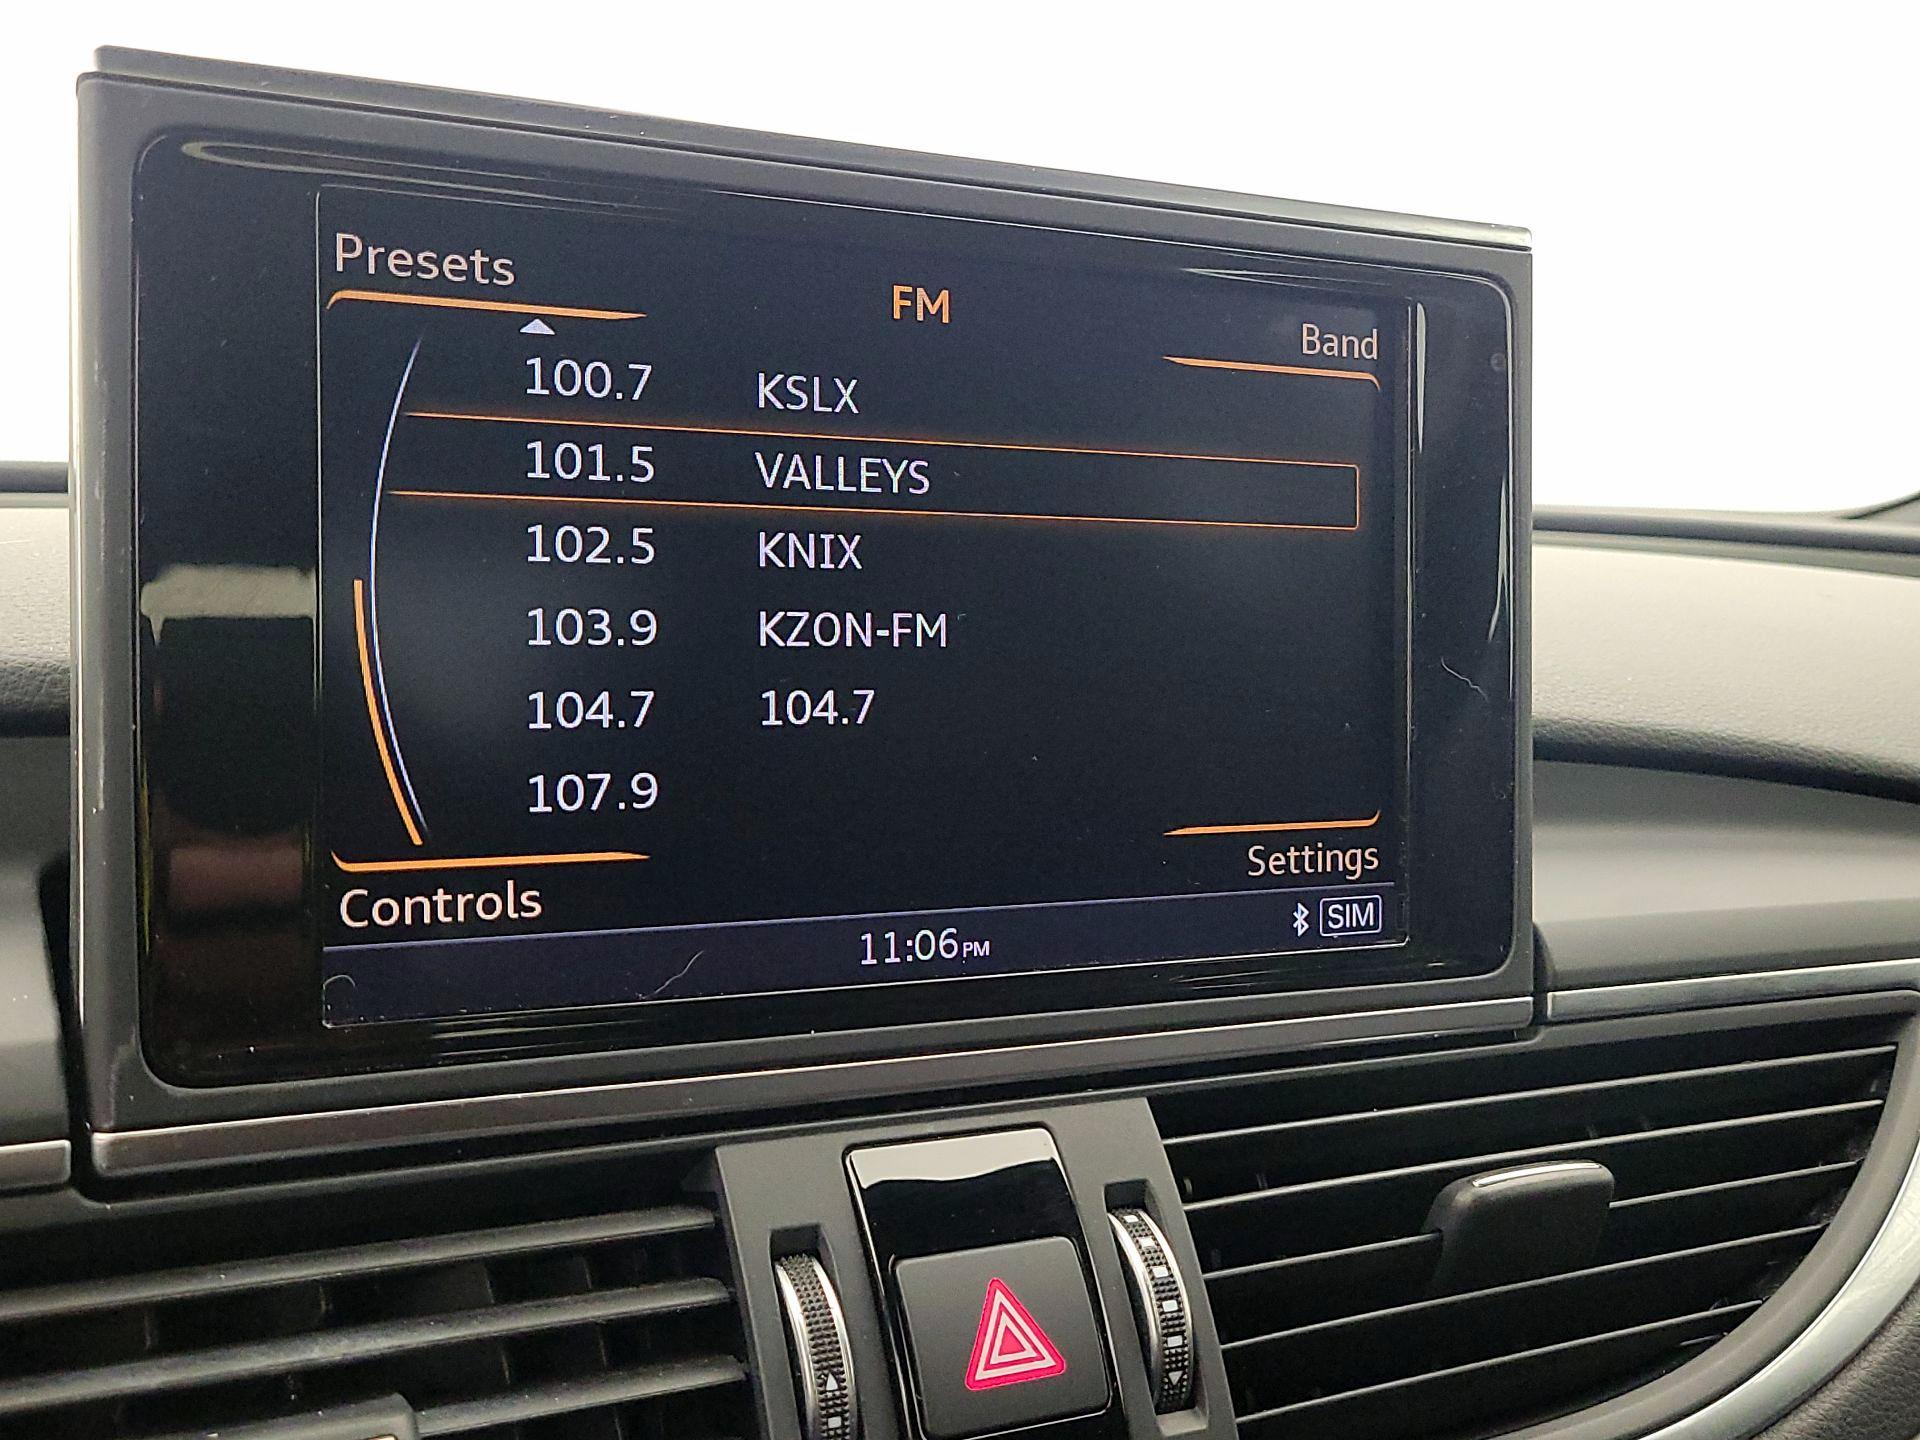 Presets
FM
Band
100.7 KSLX
101.5 VALLEYS
102.5 KNIX
103.9 KZON-FM
104.7 104.7
107.9
Settings
Controls
11:06PM
SIM